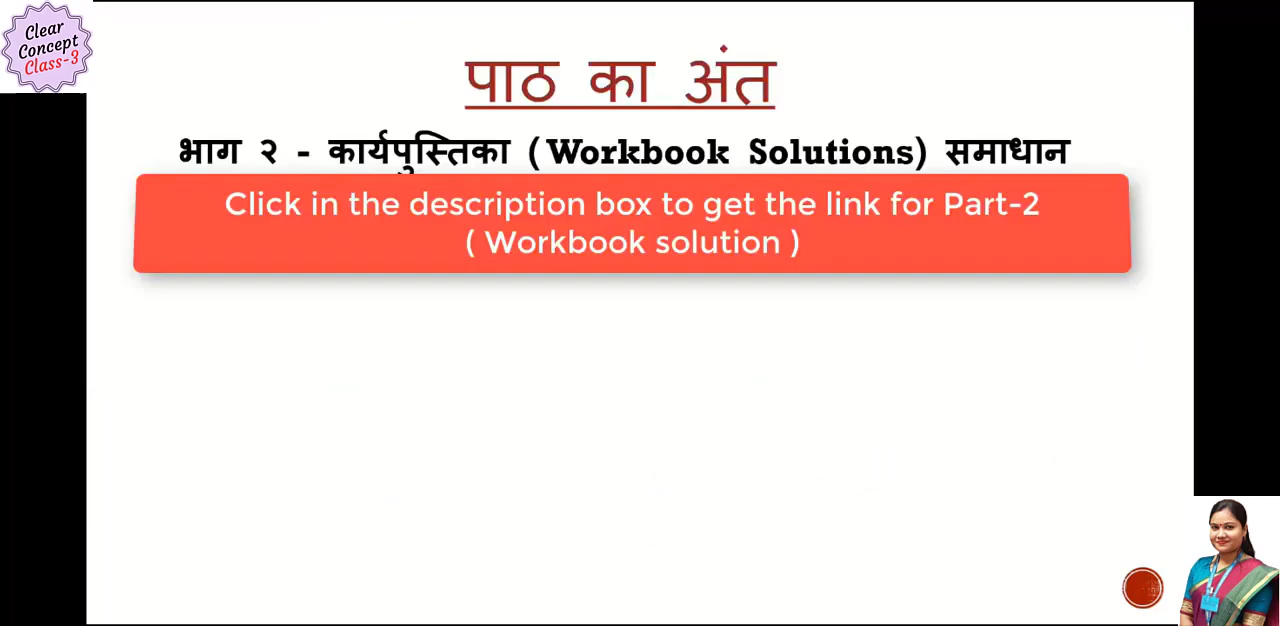 Clear
Concept
Class-3
पाठ का अंत
भाग २ - कार्यपुस्तिका (Workbook Solutions) समाधान
Click in the description box to get the link for Part-2
( Workbook solution )